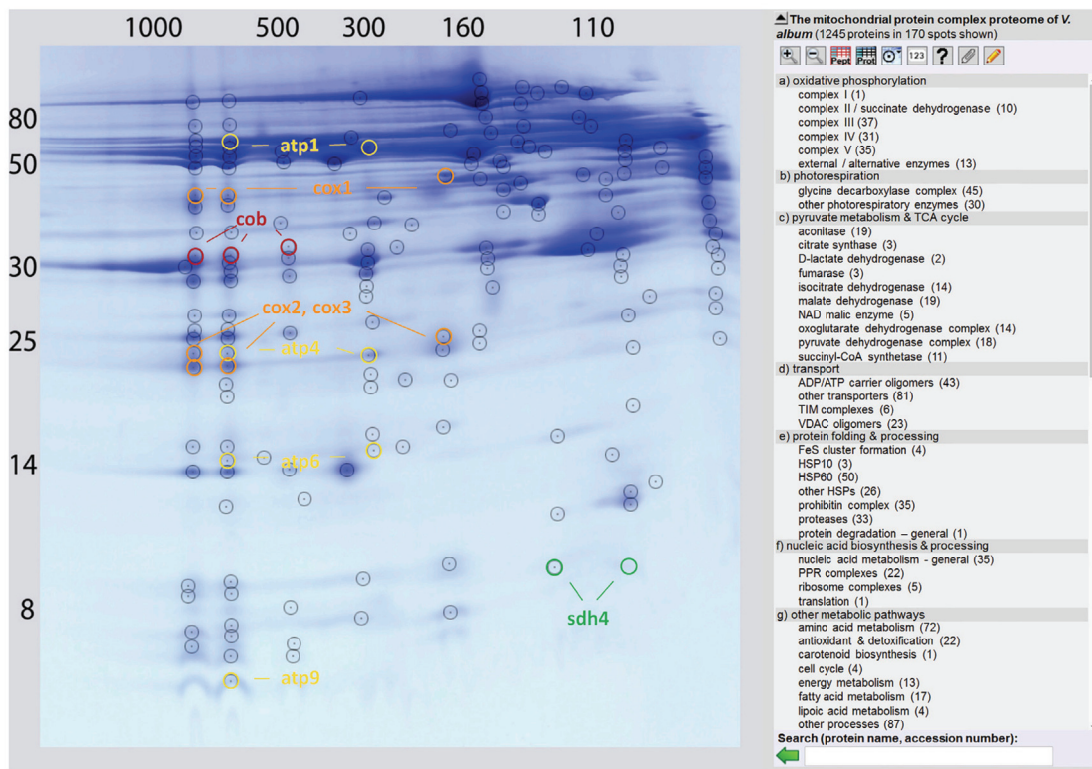 1000 500 300 160 110
80
50
30
25
14
8
atp1
cox1
cob
cox2, cox3
atp4
atp6
sdh4
atp9
The mitochondrial protein complex proteome of V.
album (1245 proteins in 170 spots shown)
Pept Prot 123 ?
a) oxidative phosphorylation
complex I (1)
complex II / succinate dehydrogenase (10)
complex III (37)
complex IV (31)
complex V (35)
external / alternative enzymes (13)
b) photorespiration
glycine decarboxylase complex (45)
other photorespiratory enzymes (30)
c) pyruvate metabolism & TCA cycle
aconilase (19)
citrate synthase (3)
D-lactate dehydrogenase (2)
fumarase (3)
isocitrate dehydrogenase (14)
malate dehydrogenase (19)
NAD malic enzyme (5)
oxoglutarate dehydrogenase complex (14)
pyruvate dehydrogenase complex (18)
succinyl-CoA synthetase (11)
d) transport
ADP/ATP carrier oligomers (43)
other transporters (81)
TIM complexes (6)
VDAC oligomers (23)
e) protein folding & processing
FeS cluster formation (4)
HSP10 (3)
HSP60 (50)
other HSPs (26)
prohibitin complex (35)
proteases (33)
protein degradation – general (1)
f) nucleic acid biosynthesis & processing
nucleic acid metabolism - general (35)
PPR complexes (22)
ribosome complexes (5)
translation (1)
g) other metabolic pathways
amino acid metabolism (72)
antioxidant & detoxification (22)
carotenoid biosynthesis (1)
cell cycle (4)
energy metabolism (13)
fatty acid metabolism (17)
lipoic acid metabolism (4)
other processes (87)
Search (protein name, accession number):